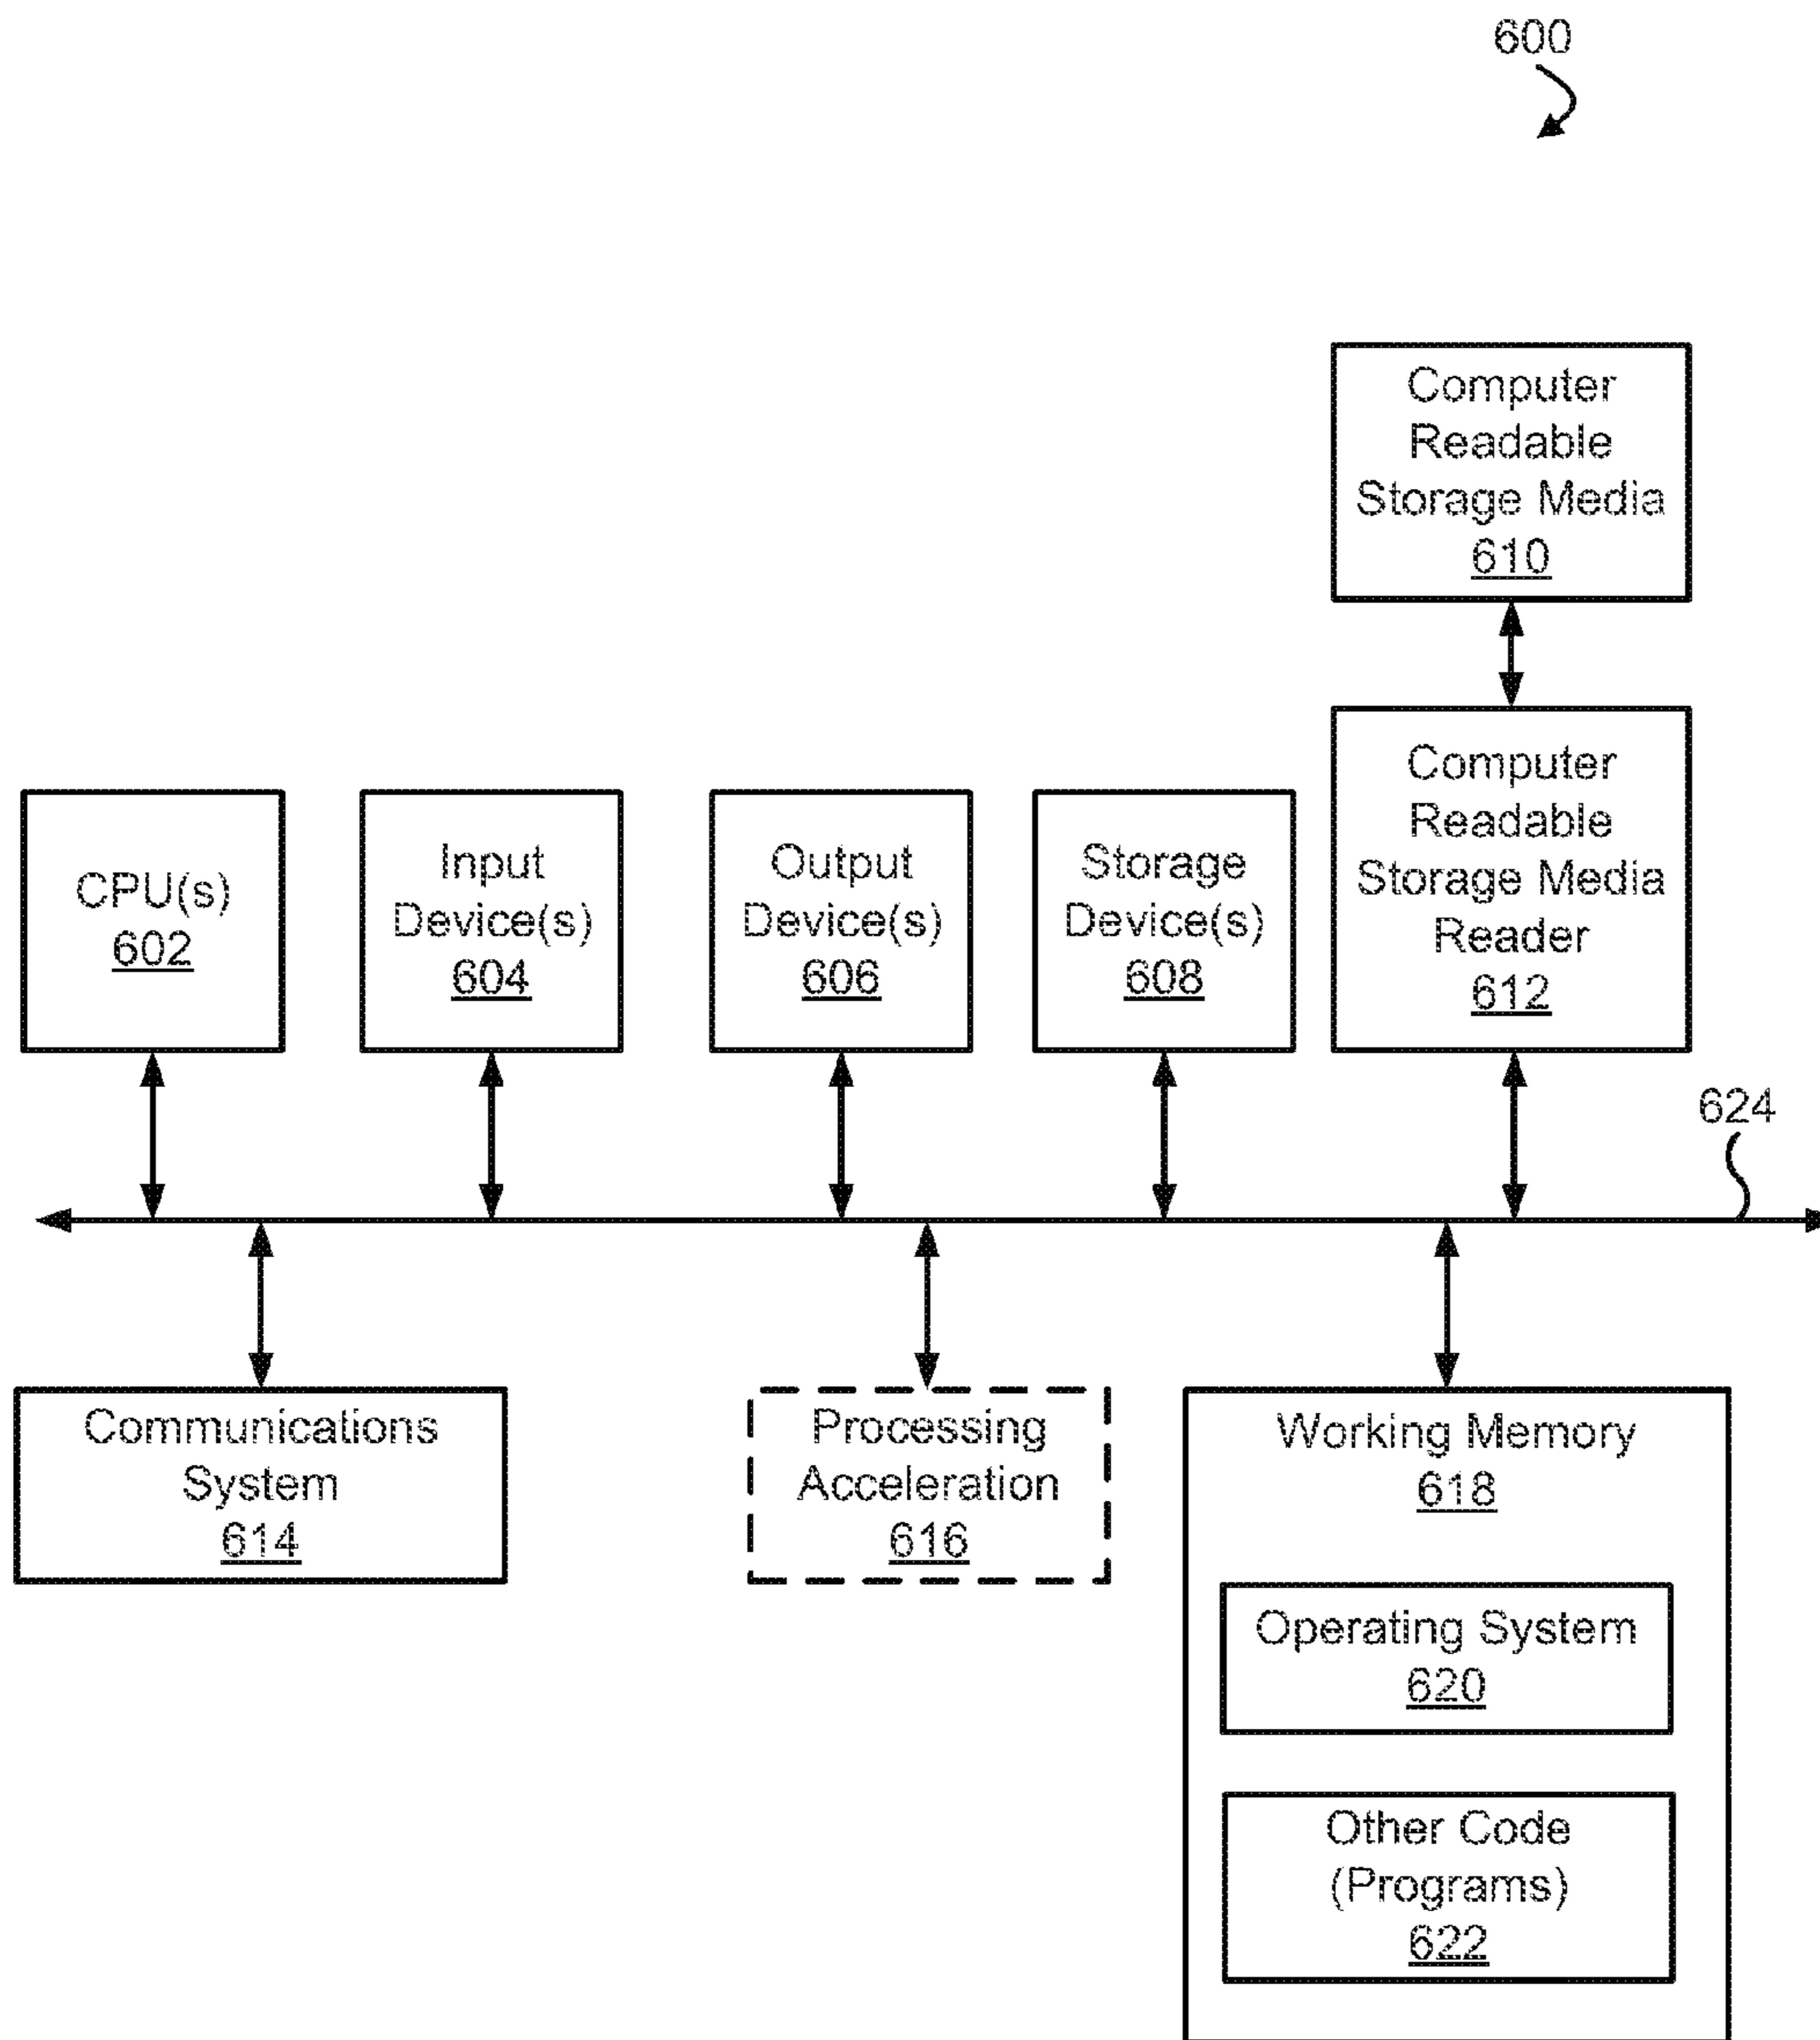 600
Computer
Readable
Storage Media
610
CPU(s)
602
Input
Device(s)
604
Output
Device(s)
606
Storage
Device(s)
608
Computer
Readable
Storage Media
Reader
612
624
Communications
System
614
Processing
Acceleration
616
Working Memory
618
Operating System
620
Other Code
(Programs)
622